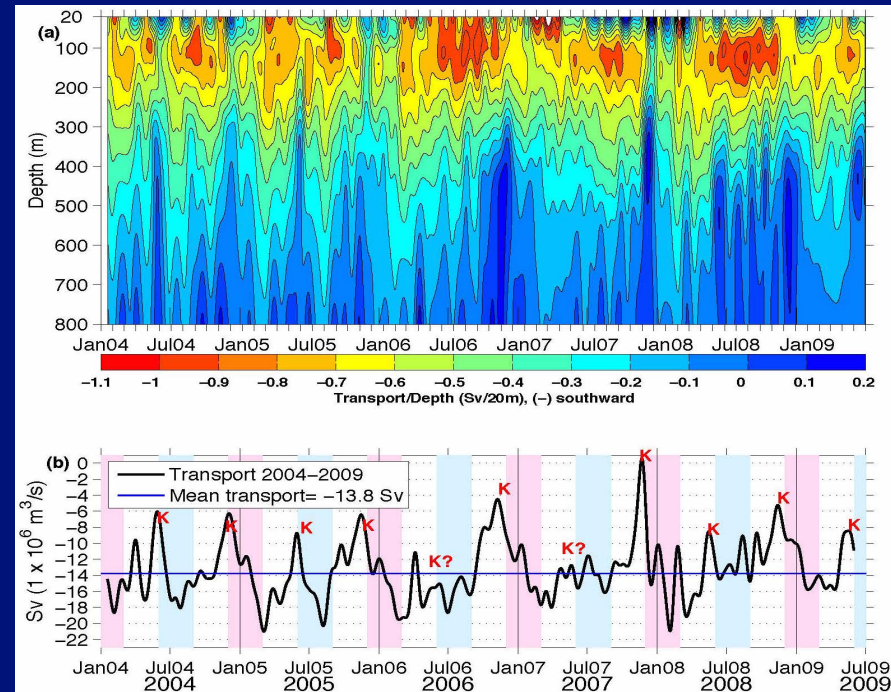 (a)
20
100
200
300
400
500
600
700
800
Depth (m)
Jan04 Jul04 Jan05 Jul05 Jan06 Jul06 Jan07 Jul07 Jan08 Jul08 Jan09
−1.1 −1 −0.9 −0.8 −0.7 −0.6 −0.5 −0.4 −0.3 −0.2 −0.1 0 0.1 0.2
Transport/Depth (Sv/20m), (−) southward
(b)
Transport 2004−2009
Mean transport= −13.8 Sv
0
−2
−4
−6
−8
−10
−12
−14
−16
−18
−20
−22
Sv (1 x 10⁶ m³/s)
K K K K K? K K? K K K K
Jan04 Jul04 Jan05 Jul05 Jan06 Jul06 Jan07 Jul07 Jan08 Jul08 Jan09 Jul09
2004 2005 2006 2007 2008 2009